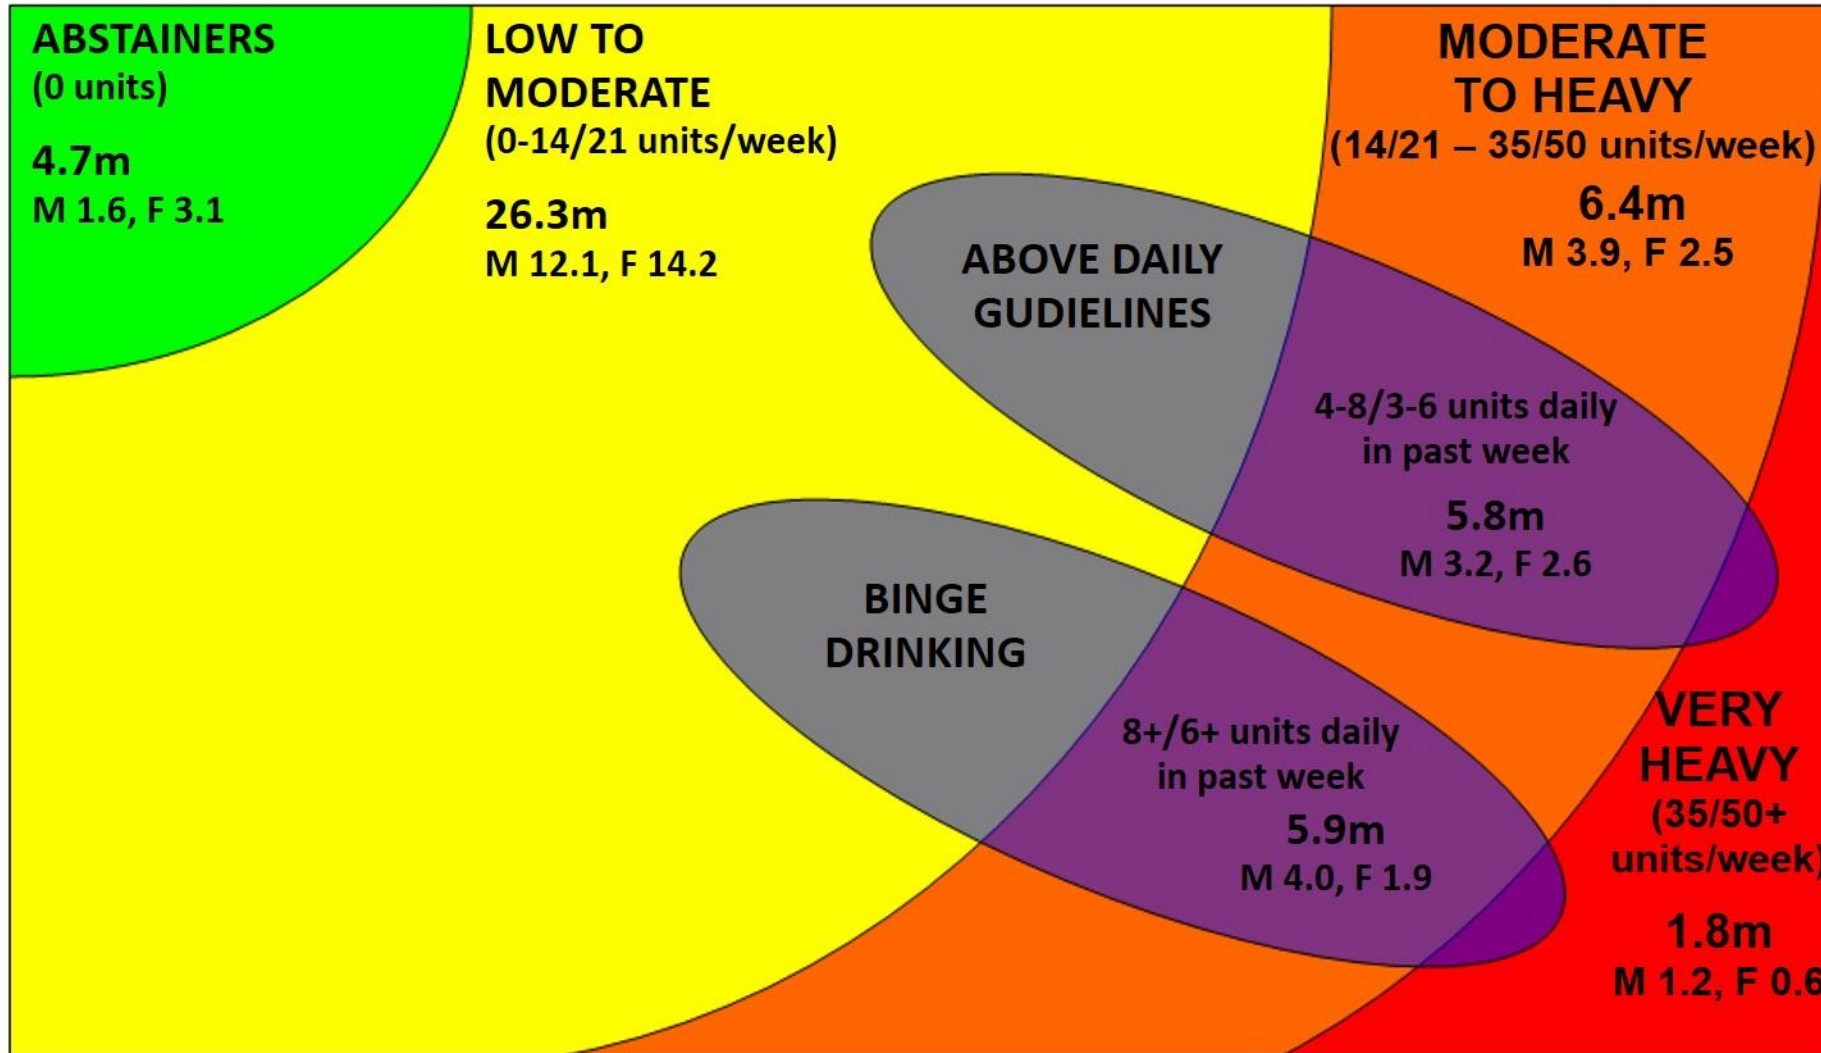 ABSTAINERS
(0 units)
4.7m
M 1.6, F 3.1
LOW TO
MODERATE
(0-14/21 units/week)
26.3m
M 12.1, F 14.2
MODERATE
TO HEAVY
(14/21 – 35/50 units/week)
6.4m
M 3.9, F 2.5
ABOVE DAILY
GUDIELINES
4-8/3-6 units daily
in past week
5.8m
M 3.2, F 2.6
BINGE
DRINKING
8+/6+ units daily
in past week
5.9m
M 4.0, F 1.9
VERY
HEAVY
(35/50+
units/week)
1.8m
M 1.2, F 0.6